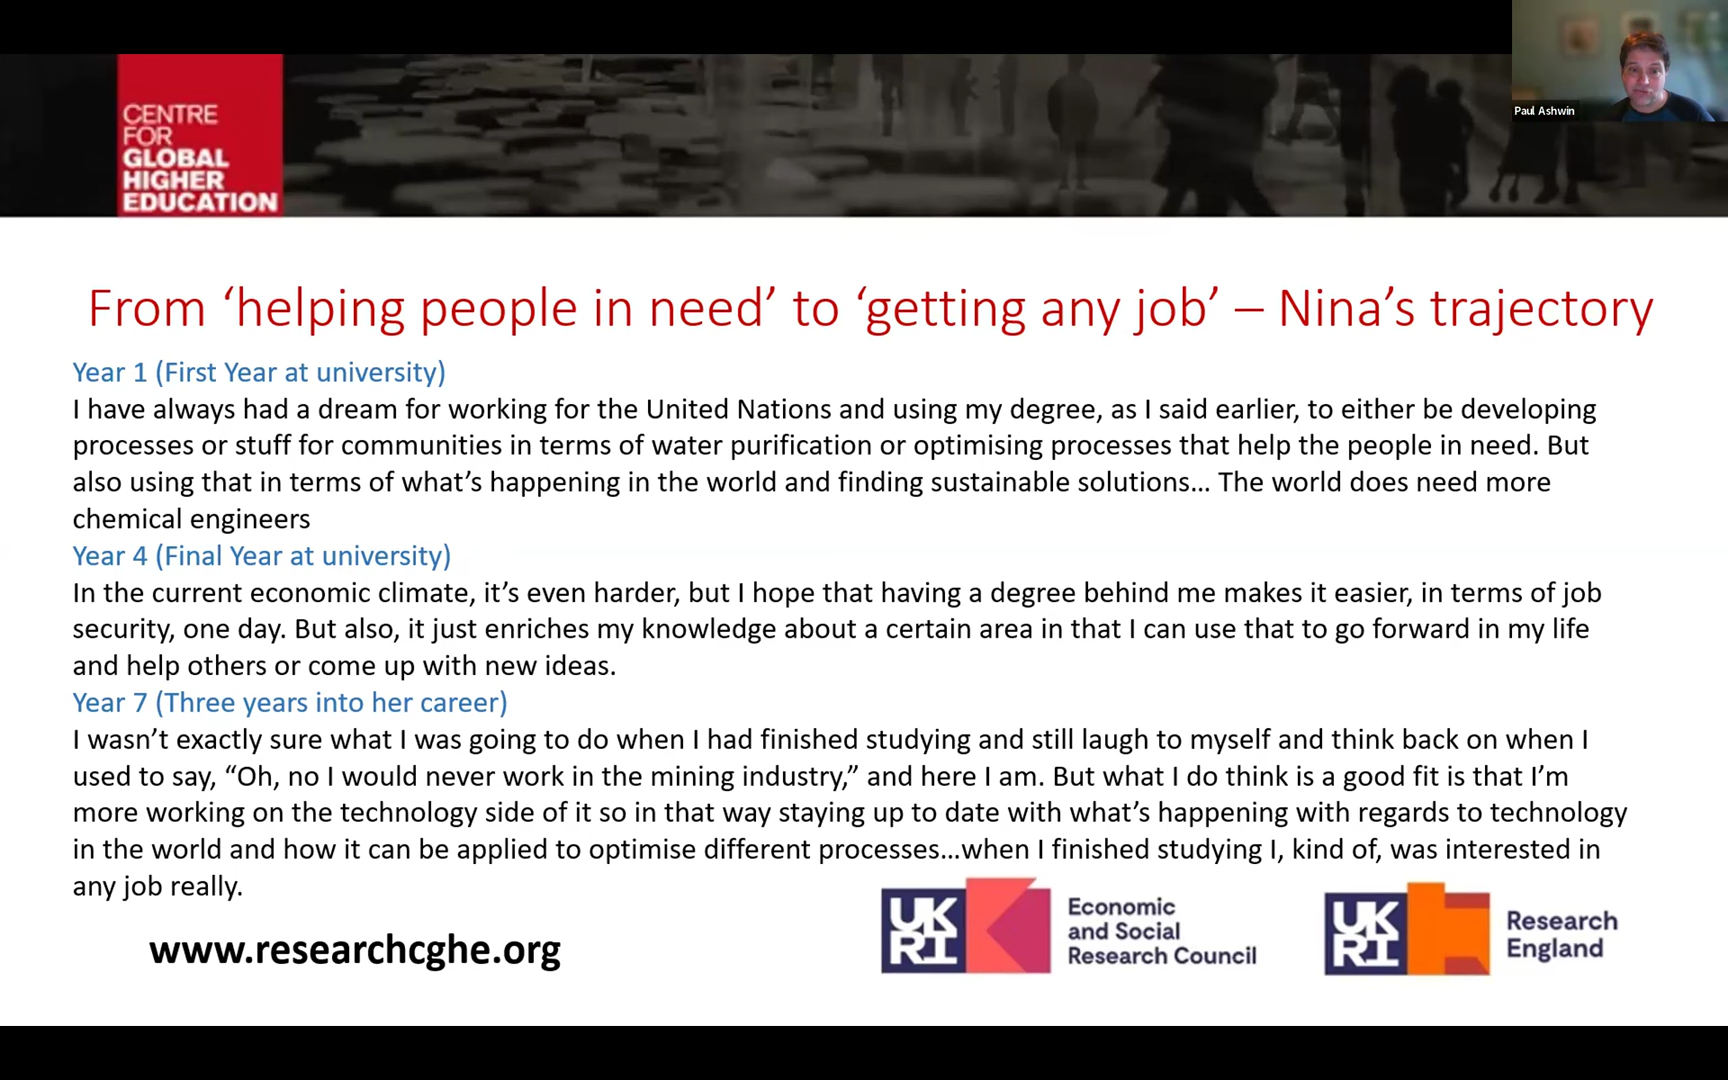 Paul Ashwin
CENTRE
FOR
GLOBAL
HIGHER
EDUCATION
From ‘helping people in need’ to ‘getting any job’ – Nina’s trajectory
Year 1 (First Year at university)
I have always had a dream for working for the United Nations and using my degree, as I said earlier, to either be developing
processes or stuff for communities in terms of water purification or optimising processes that help the people in need. But
also using that in terms of what’s happening in the world and finding sustainable solutions... The world does need more
chemical engineers
Year 4 (Final Year at university)
In the current economic climate, it’s even harder, but I hope that having a degree behind me makes it easier, in terms of job
security, one day. But also, it just enriches my knowledge about a certain area in that I can use that to go forward in my life
and help others or come up with new ideas.
Year 7 (Three years into her career)
I wasn’t exactly sure what I was going to do when I had finished studying and still laugh to myself and think back on when I
used to say, “Oh, no I would never work in the mining industry,” and here I am. But what I do think is a good fit is that I’m
more working on the technology side of it so in that way staying up to date with what’s happening with regards to technology
in the world and how it can be applied to optimise different processes...when I finished studying I, kind of, was interested in
any job really.
www.researchcghe.org
UK
RI
Economic
and Social
Research Council
UK
RI
Research
England